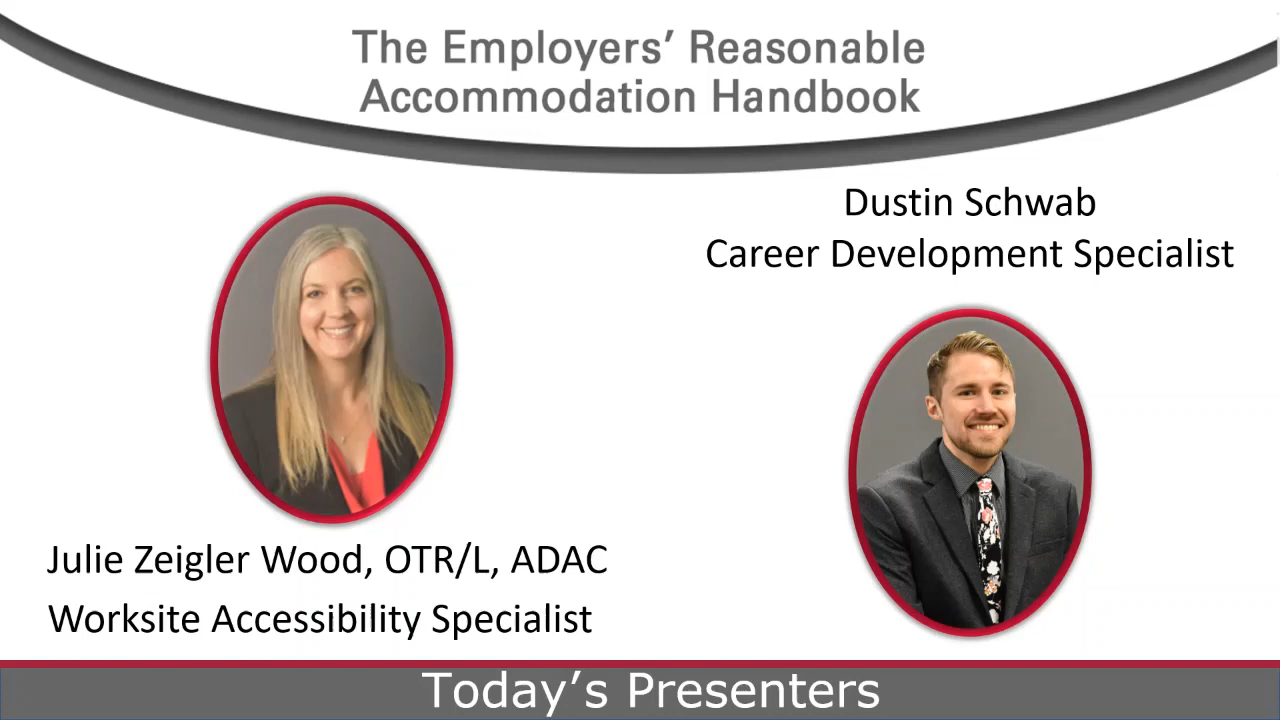 The Employers’ Reasonable
Accommodation Handbook
Dustin Schwab
Career Development Specialist
Julie Zeigler Wood, OTR/L, ADAC
Worksite Accessibility Specialist
Today’s Presenters